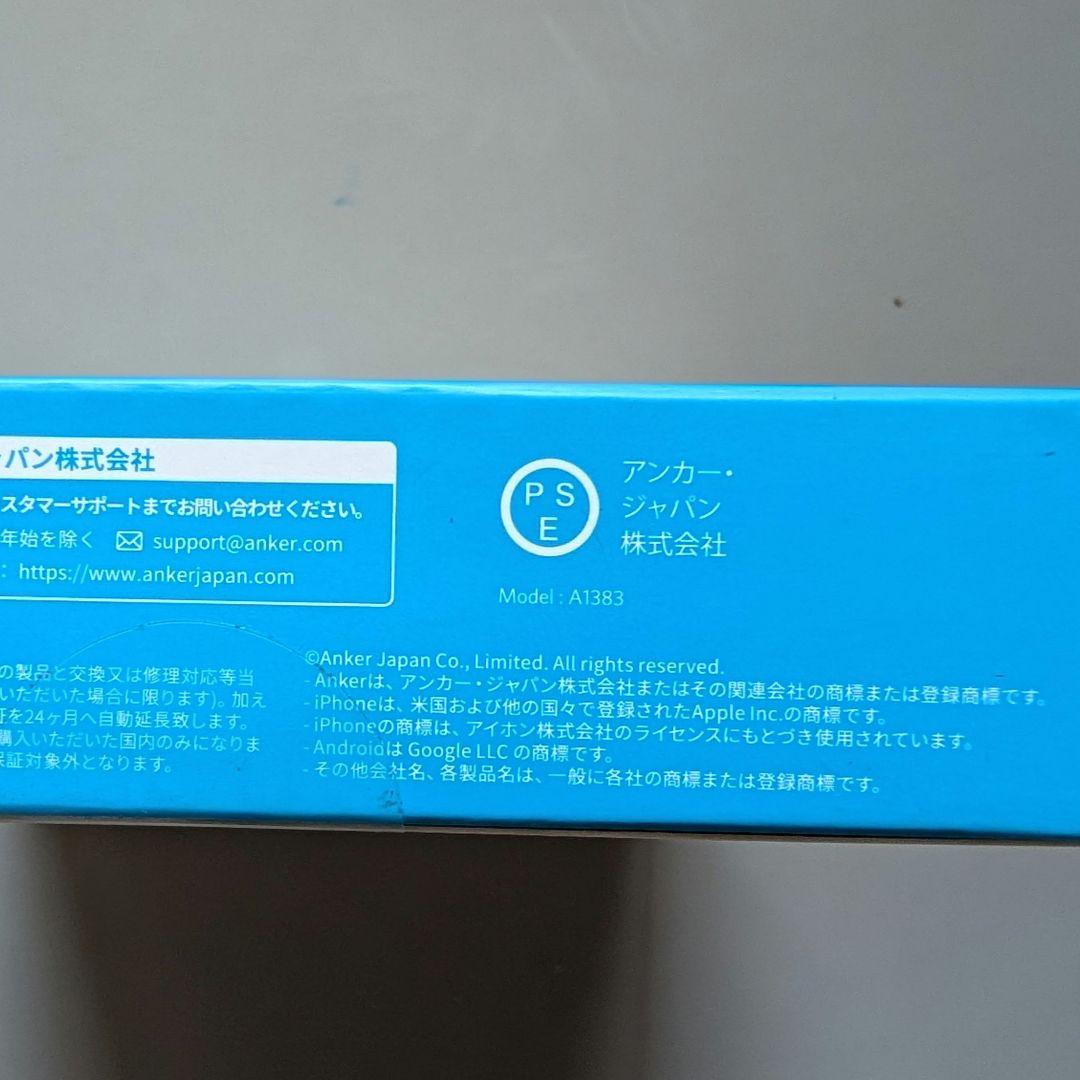 パン株式会社
スタマーサポートまでお問い合わせください。
年始を除く support@anker.com
: https://www.ankerjapan.com
PSE
アンカー・
ジャパン
株式会社
Model : A1383
の製品と交換又は修理対応等当
いただいた場合に限ります)。加え
証を24ヶ月へ自動延長致します。
購入いただいた国内のみになりま
保証対象外となります。
©Anker Japan Co., Limited. All rights reserved.
- Ankerは、アンカー・ジャパン株式会社またはその関連会社の商標または登録商標です。
- iPhoneは、米国および他の国々で登録されたApple Inc.の商標です。
- iPhoneの商標は、アイホン株式会社のライセンスにもとづき使用されています。
- Androidは Google LLC の商標です。
- その他会社名、各製品名は、一般に各社の商標または登録商標です。